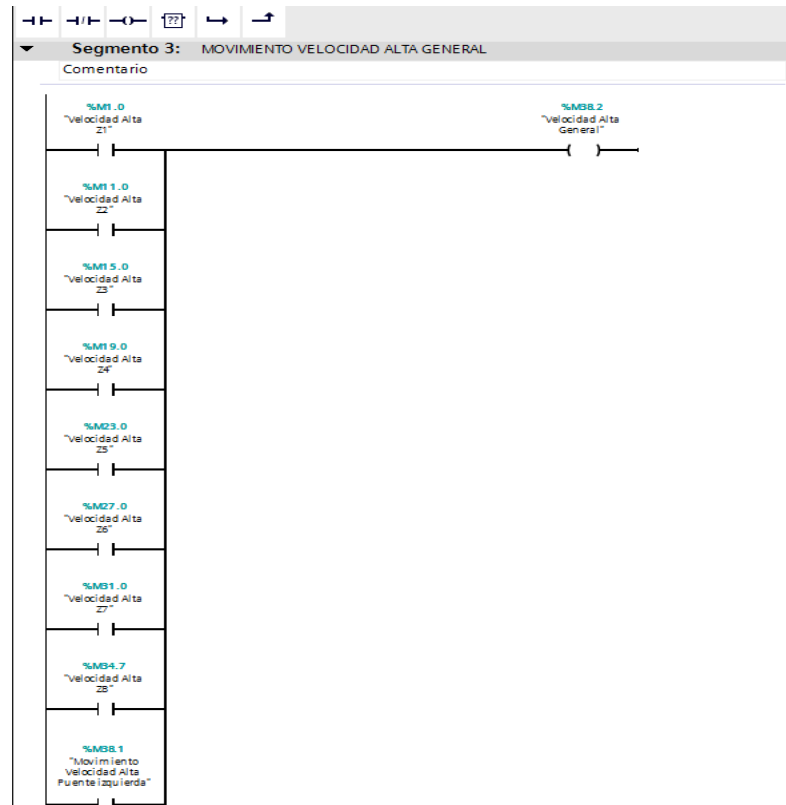 ??
Segmento 3: MOVIMIENTO VELOCIDAD ALTA GENERAL
Comentario
%M1.0
"Velocidad Alta
Z1"
%M38.2
"Velocidad Alta
General"
%M11.0
"Velocidad Alta
Z2"
%M15.0
"Velocidad Alta
Z3"
%M19.0
"Velocidad Alta
Z4"
%M23.0
"Velocidad Alta
Z5"
%M27.0
"Velocidad Alta
Z6"
%M31.0
"Velocidad Alta
Z7"
%M34.7
"Velocidad Alta
Z8"
%M38.1
"Movimiento
Velocidad Alta
Puente izquierda"